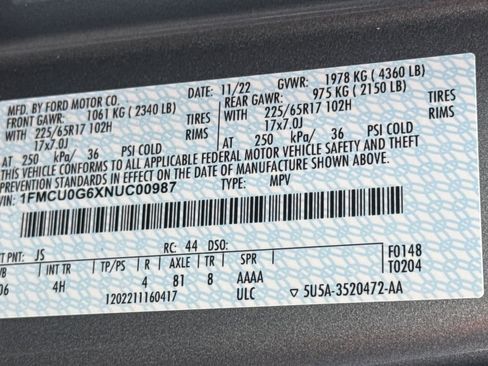 MFD. BY FORD MOTOR CO. DATE: 11/22 GVWR: 1978 KG ( 4360 LB)
FRONT GAWR: 1061 KG ( 2340 LB) REAR GAWR: 975 KG ( 2150 LB)
WITH 225/65R17 102H TIRES WITH 225/65R17 102H TIRES
17x7.0J RIMS 17x7.0J RIMS
AT 250 kPa/ 36 PSI COLD AT 250 kPa/ 36 PSI COLD
THIS VEHICLE CONFORMS TO ALL APPLICABLE FEDERAL MOTOR VEHICLE SAFETY AND THEFT
PREVENTION STANDARDS IN EFFECT ON THE DATE OF MANUFACTURE SHOWN ABOVE.
VIN: 1FMCU0G6XNUC00987 TYPE: MPV
T PNT: JS RC: 44 DSO: F0148
WB INT TR TP/PS R AXLE TR SPR T0204
06 4H 4 81 8 AAAA
1202211160417 ULC ▽ 5U5A-3520472-AA